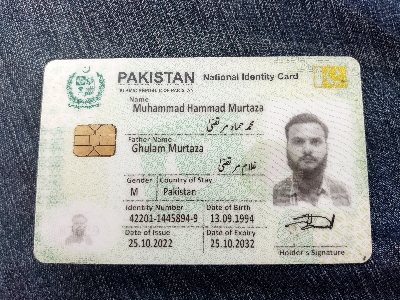 PAKISTAN National Identity Card
ISLAMIC REPUBLIC OF PAKISTAN
Name
Muhammad Hammad Murtaza
محمد حماد مرتضیٰ
Father Name
Ghulam Murtaza
غلام مرتضیٰ
Gender Country of Stay
M Pakistan
Identity Number Date of Birth
42201-1445894-9 13.09.1994
Date of Issue Date of Expiry
25.10.2022 25.10.2032
Holder's Signature